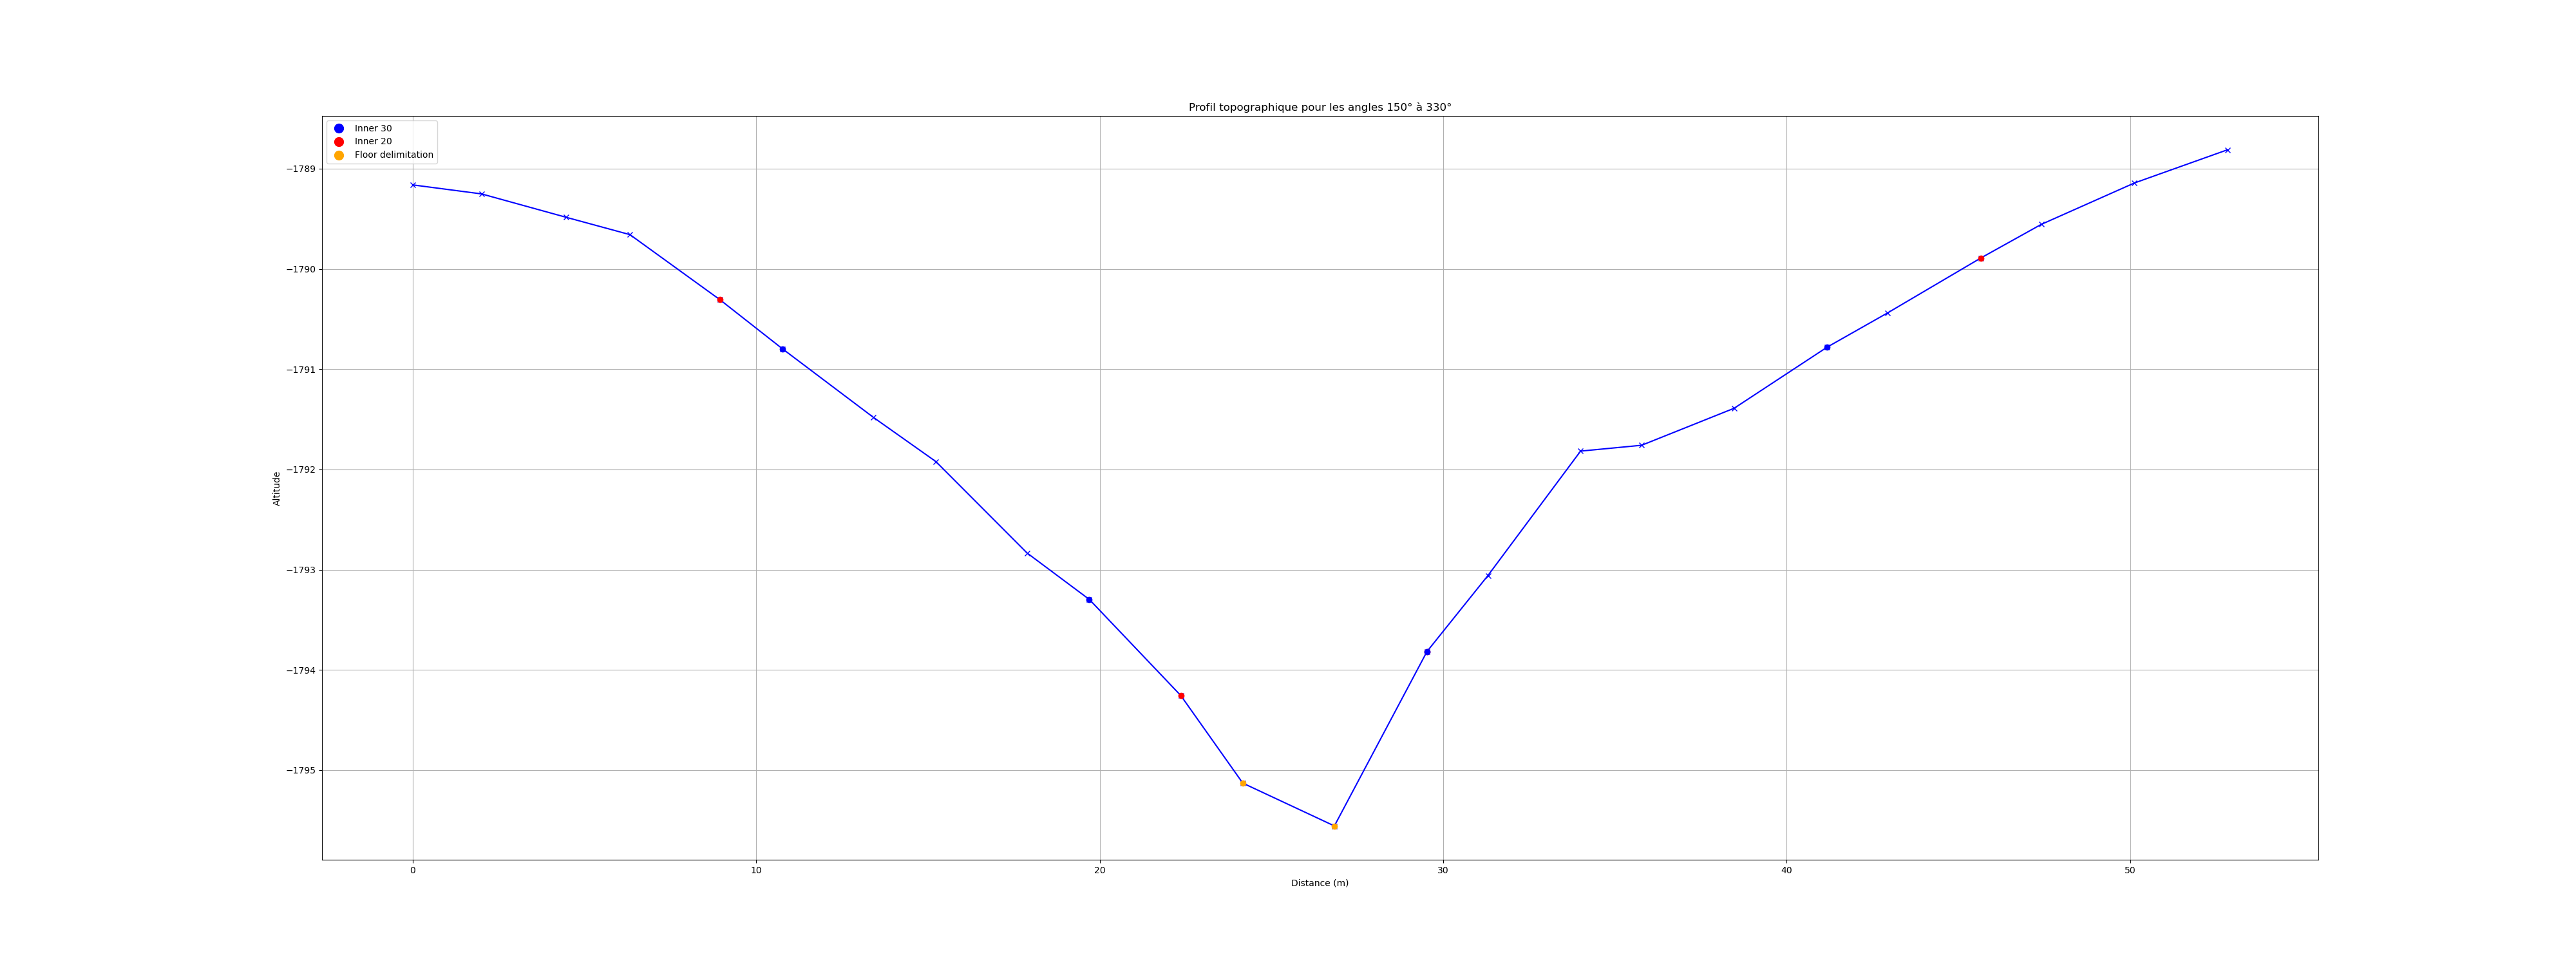 Profil topographique pour les angles 150° à 330°
Inner 30
Inner 20
Floor delimitation
−1789
−1790
−1791
−1792
−1793
−1794
−1795
Altitude
0 10 20 30 40 50
Distance (m)